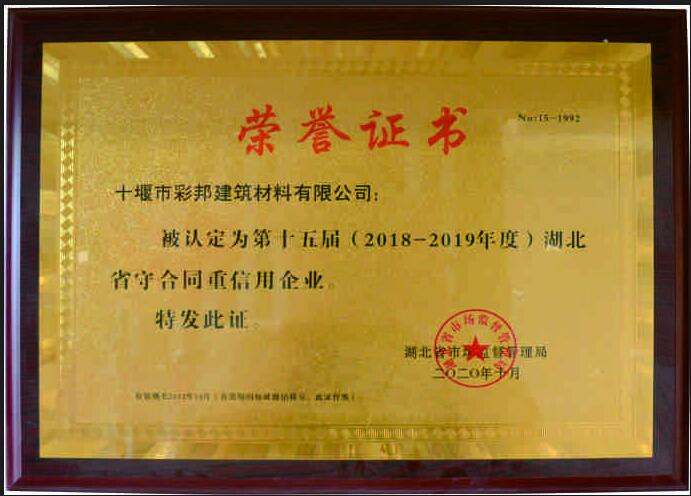 荣誉证书
No:15-1992
十堰市彩邦建筑材料有限公司:
被认定为第十五届(2018-2019年度)湖北
省守合同重信用企业。
特发此证。
湖北省市场监督管理局
二〇二〇年十月